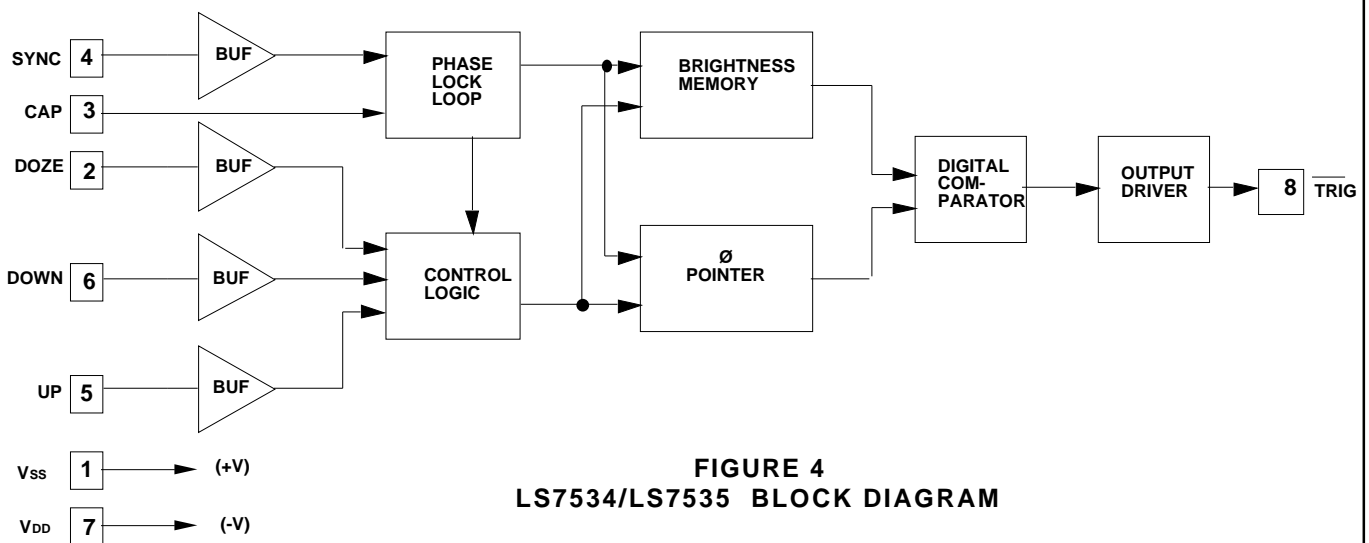 SYNC 4 BUF
CAP 3
DOZE 2 BUF
DOWN 6 BUF
UP 5 BUF
VSS 1 (+V)
VDD 7 (-V)
PHASE
LOCK
LOOP
CONTROL
LOGIC
BRIGHTNESS
MEMORY
Ø
POINTER
DIGITAL
COM-
PARATOR
OUTPUT
DRIVER
8 TRIG
FIGURE 4
LS7534/LS7535 BLOCK DIAGRAM